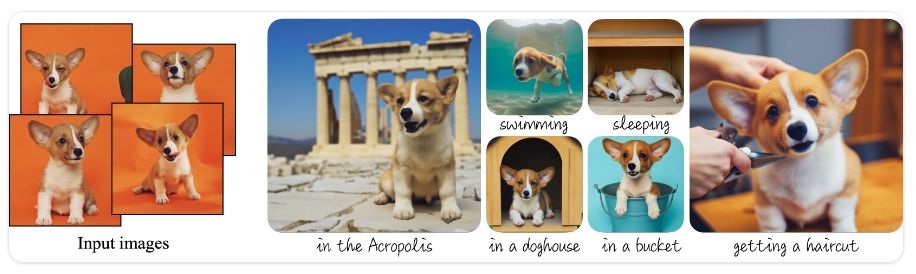 swimming
sleeping
Input images
in the Acropolis
in a doghouse
in a bucket
getting a haircut